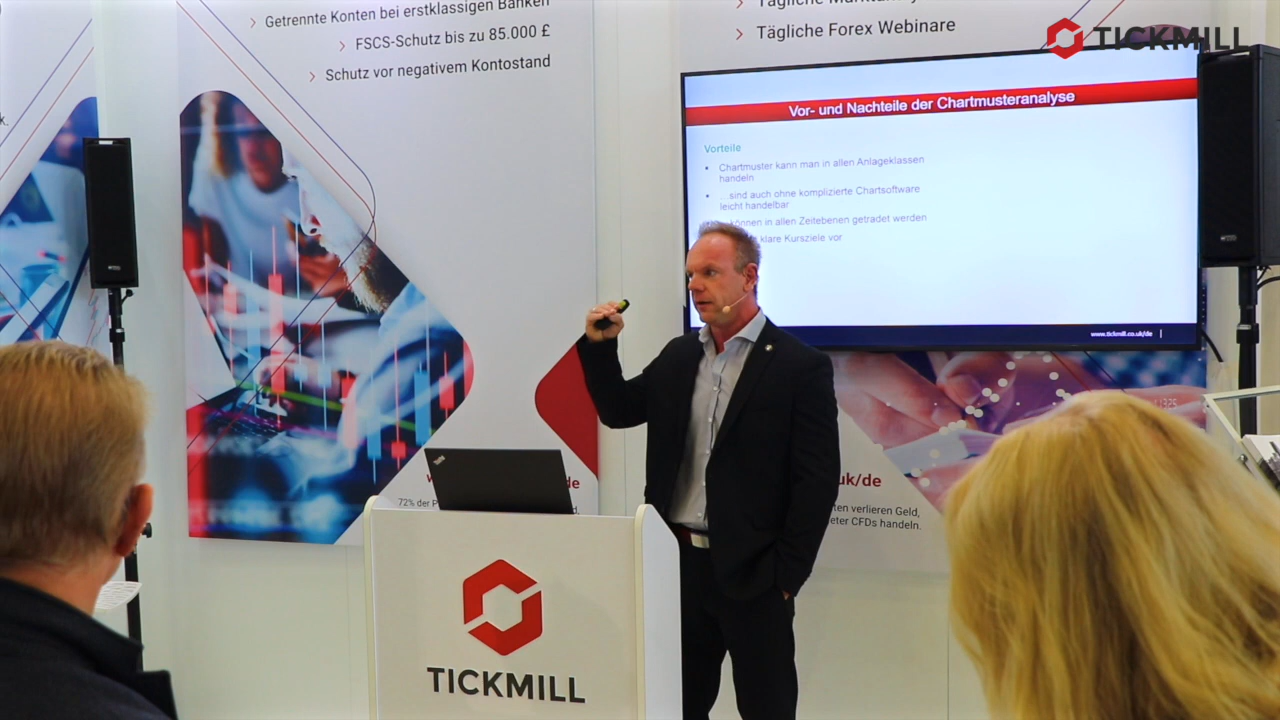 Getrennte Konten bei erstklassigen Banken
FSCS-Schutz bis zu 85.000 £
Schutz vor negativem Kontostand
Tägliche
Tägliche Forex Webinare
TICKMILL
Vor- und Nachteile der Chartmusteranalyse
Vorteile
• Chartmuster kann man in allen Anlageklassen
handeln
• ...sind auch ohne komplizierte Chartsoftware
leicht handelbar
können in allen Zeitebenen getradet werden
klare Kursziele vor
www.tickmill.co.uk/de
72% der
de
uk/de
verlieren Geld,
CFDs handeln.
TICKMILL